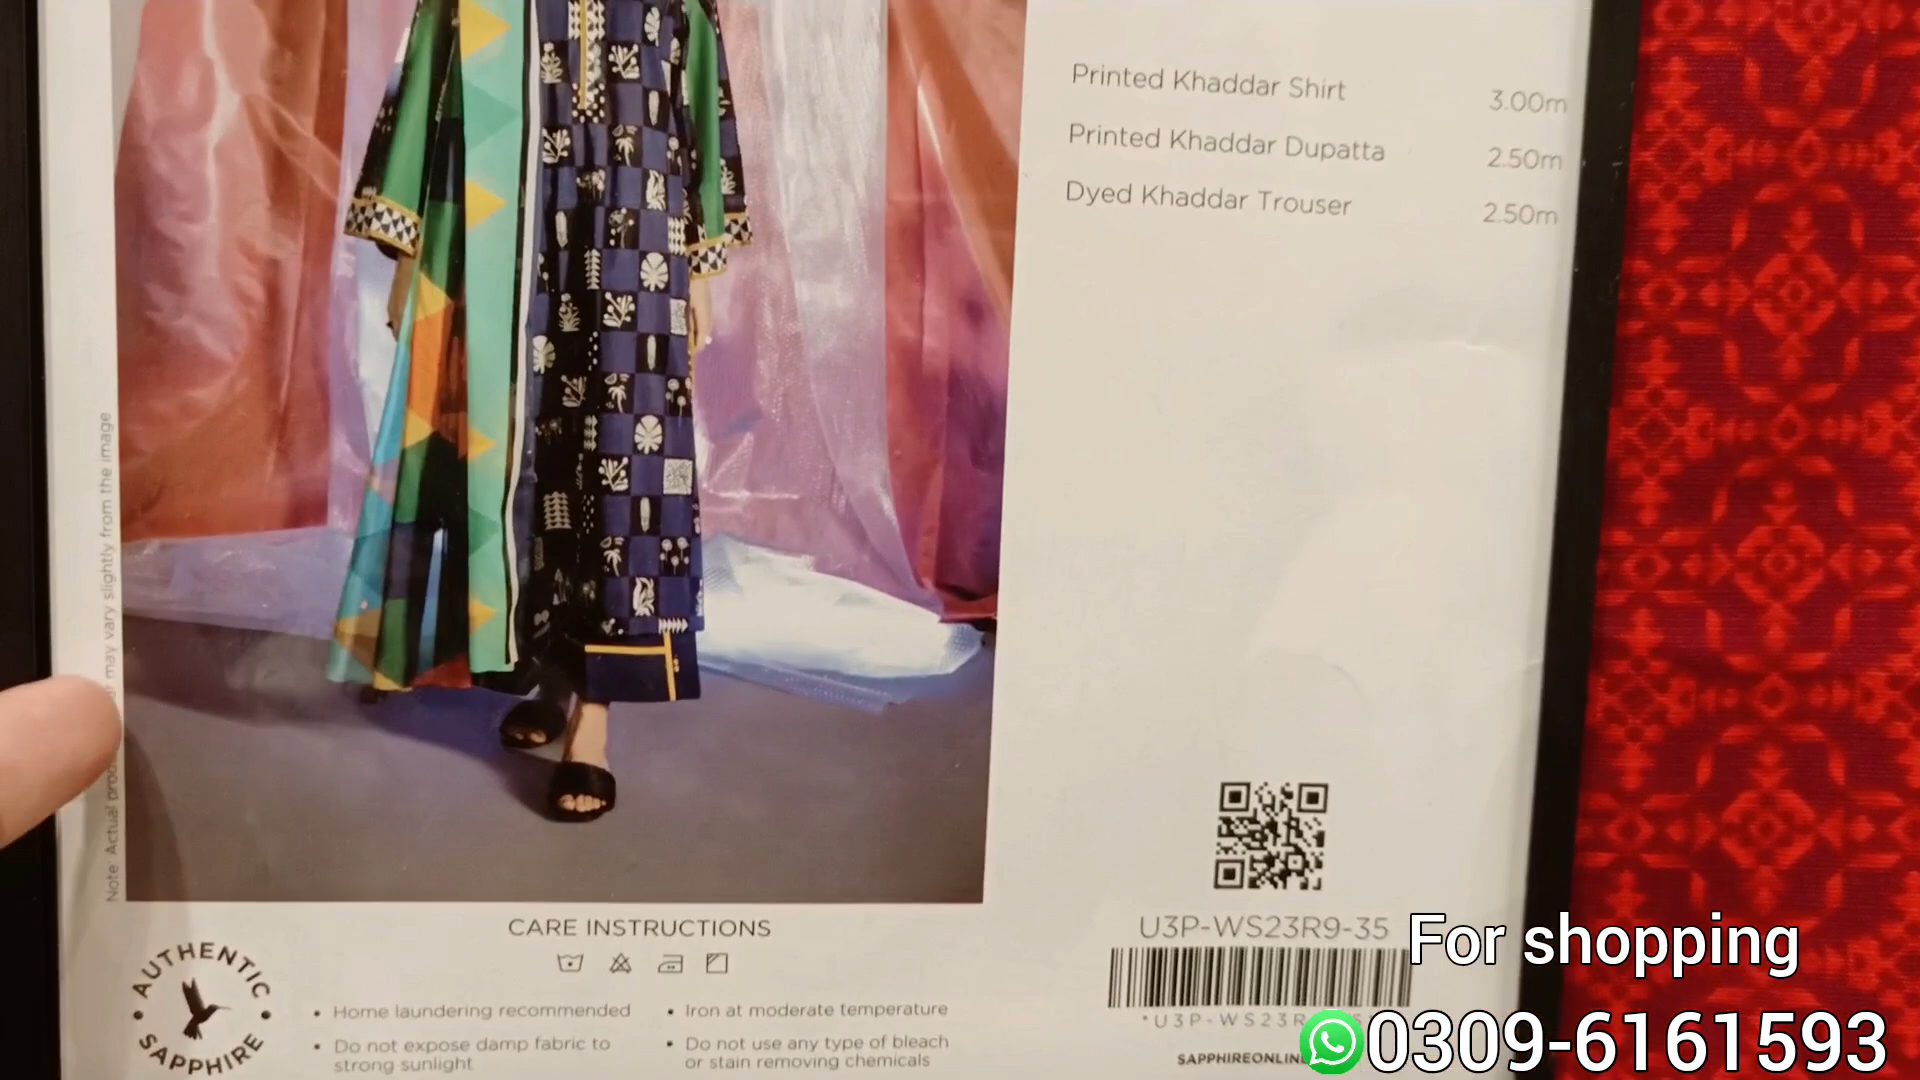 Printed Khaddar Shirt 3.00m
Printed Khaddar Dupatta 2.50m
Dyed Khaddar Trouser 2.50m
Note: Actual may vary slightly from the image
U3P-WS23R9-35
For shopping
0309-6161593
SAPPHIREONLIN
CARE INSTRUCTIONS
• Home laundering recommended
• Do not expose damp fabric to
strong sunlight
• Iron at moderate temperature
• Do not use any type of bleach
or stain removing chemicals
AUTHENTIC
SAPPHIRE